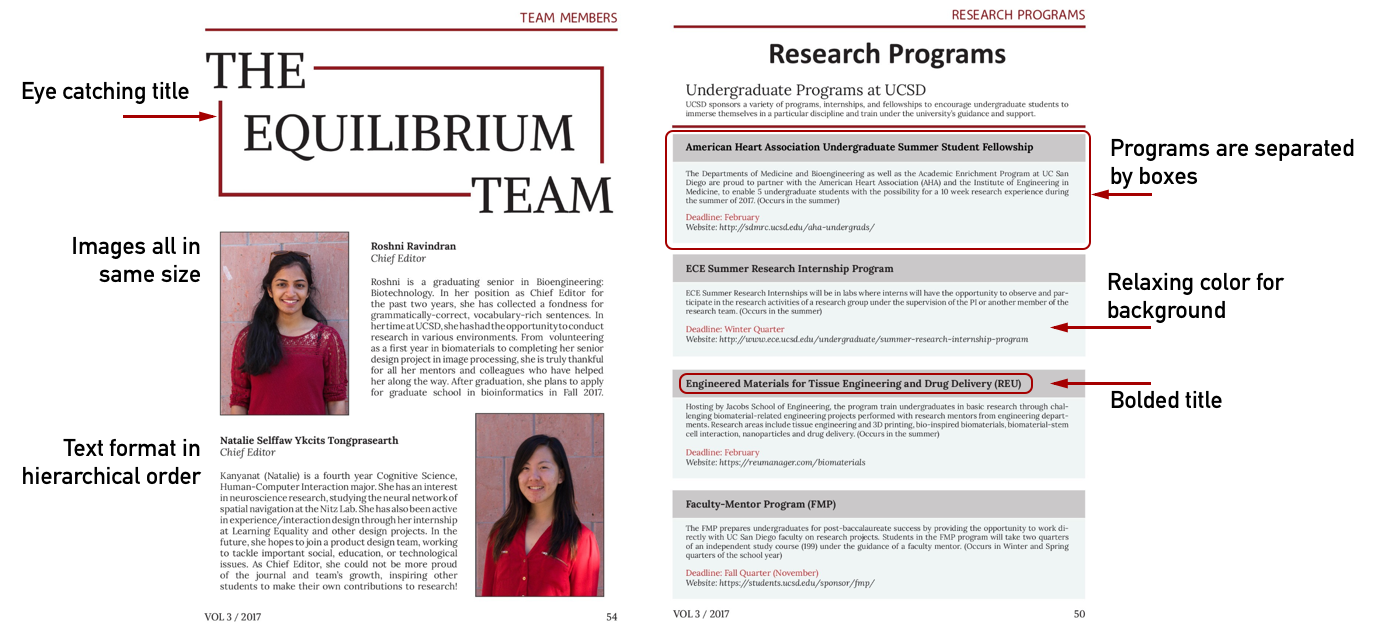 TEAM MEMBERS
THE
EQUILIBRIUM
TEAM
Eye catching title
Images all in
same size
Text format in
hierarchical order
Roshni Ravindran
Chief Editor
Roshni is a graduating senior in Bioengineering:
Biotechnology. In her position as Chief Editor for
the past two years, she has collected a fondness for
grammatically-correct, vocabulary-rich sentences. In
her time at UCSD, she has had the opportunity to conduct
research in various environments. From volunteering
as a first year in biomaterials to completing her senior
design project in image processing, she is truly thankful
for all her mentors and colleagues who have helped
her along the way. After graduation, she plans to apply
for graduate school in bioinformatics in Fall 2017.
Natalie Selffaw Ykcits Tongprasearth
Chief Editor
Kanyanat (Natalie) is a fourth year Cognitive Science,
Human-Computer Interaction major. She has an interest
in neuroscience research, studying the neural network of
spatial navigation at the Nitz Lab. She has also been active
in experience/interaction design through her internship
at Learning Equality and other design projects. In the
future, she hopes to join a product design team, working
to tackle important social, education, or technological
issues. As Chief Editor, she could not be more proud
of the journal and team's growth, inspiring other
students to make their own contributions to research!
VOL 3 / 2017
54
RESEARCH PROGRAMS
Research Programs
Undergraduate Programs at UCSD
UCSD sponsors a variety of programs, internships, and fellowships to encourage undergraduate students to
immerse themselves in a particular discipline and train under the university's guidance and support.
American Heart Association Undergraduate Summer Student Fellowship
The Departments of Medicine and Bioengineering as well as the Academic Enrichment Program at UC San
Diego are proud to partner with the American Heart Association (AHA) and the Institute of Engineering in
Medicine, to enable 5 undergraduate students with the possibility for a 10 week research experience during
the summer of 2017. (Occurs in the summer)
Deadline: February
Website: http://sdmrc.ucsd.edu/aha-undergrads/
ECE Summer Research Internship Program
ECE Summer Research Internships will be in labs where interns will have the opportunity to observe and par-
ticipate in the research activities of a research group under the supervision of the PI or another member of the
research team. (Occurs in the summer)
Deadline: Winter Quarter
Website: http://www.ece.ucsd.edu/undergraduate/summer-research-internship-program
Engineered Materials for Tissue Engineering and Drug Delivery (REU)
Hosting by Jacobs School of Engineering, the program train undergraduates in basic research through chal-
lenging biomaterial-related engineering projects performed with research mentors from engineering depart-
ments. Research areas include tissue engineering and 3D printing, bio-inspired biomaterials, biomaterial-stem
cell interaction, nanoparticles and drug delivery. (Occurs in the summer)
Deadline: February
Website: https://reumanager.com/biomaterials
Faculty-Mentor Program (FMP)
The FMP prepares undergraduates for post-baccalaureate success by providing the opportunity to work di-
rectly with UC San Diego faculty on research projects. Students in the FMP program will take two quarters
of an independent study course (199) under the guidance of a faculty mentor. (Occurs in Winter and Spring
quarters of the school year)
Deadline: Fall Quarter (November)
Website: https://students.ucsd.edu/sponsor/fmp/
VOL 3 / 2017
50
Programs are separated
by boxes
Relaxing color for
background
Bolded title